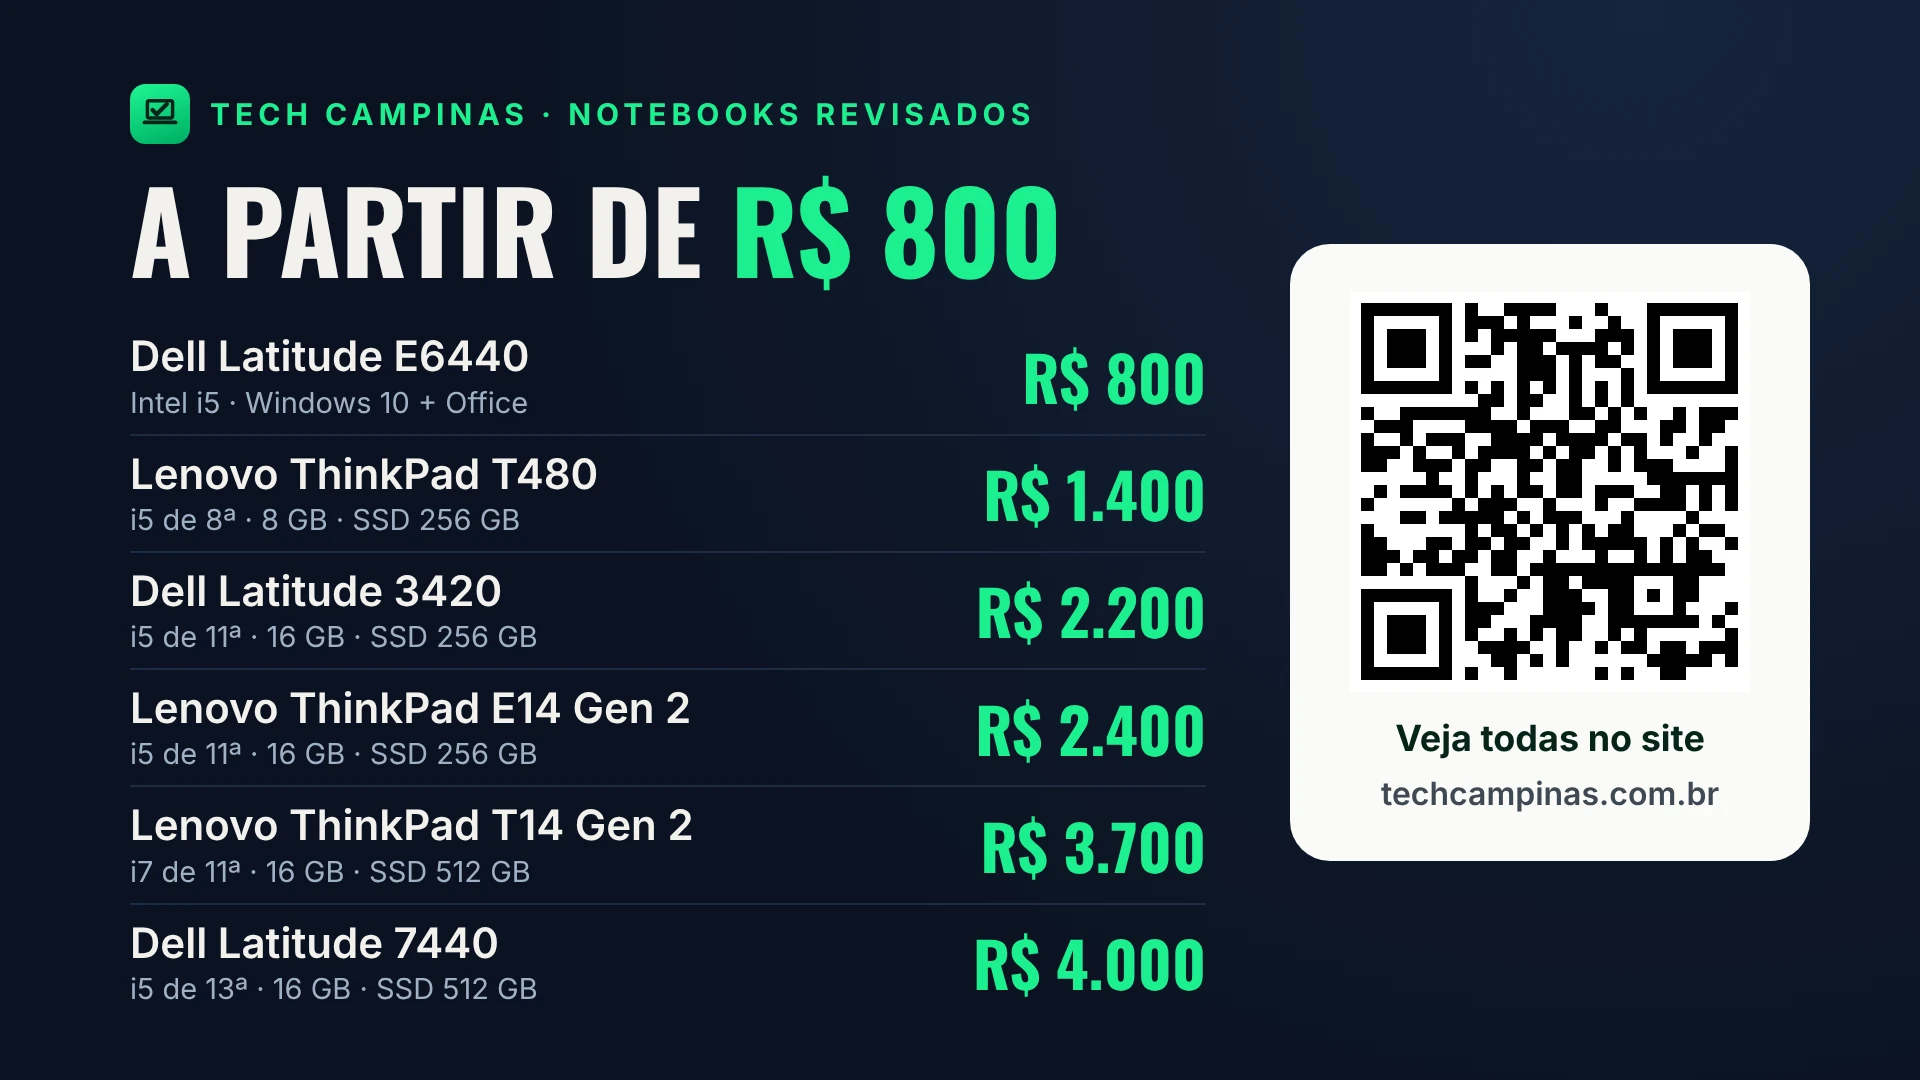 TECH CAMPINAS · NOTEBOOKS REVISADOS
A PARTIR DE R$ 800
Dell Latitude E6440
Intel i5 · Windows 10 + Office
R$ 800
Lenovo ThinkPad T480
i5 de 8ª · 8 GB · SSD 256 GB
R$ 1.400
Dell Latitude 3420
i5 de 11ª · 16 GB · SSD 256 GB
R$ 2.200
Lenovo ThinkPad E14 Gen 2
i5 de 11ª · 16 GB · SSD 256 GB
R$ 2.400
Lenovo ThinkPad T14 Gen 2
i7 de 11ª · 16 GB · SSD 512 GB
R$ 3.700
Dell Latitude 7440
i5 de 13ª · 16 GB · SSD 512 GB
R$ 4.000
Veja todas no site
techcampinas.com.br